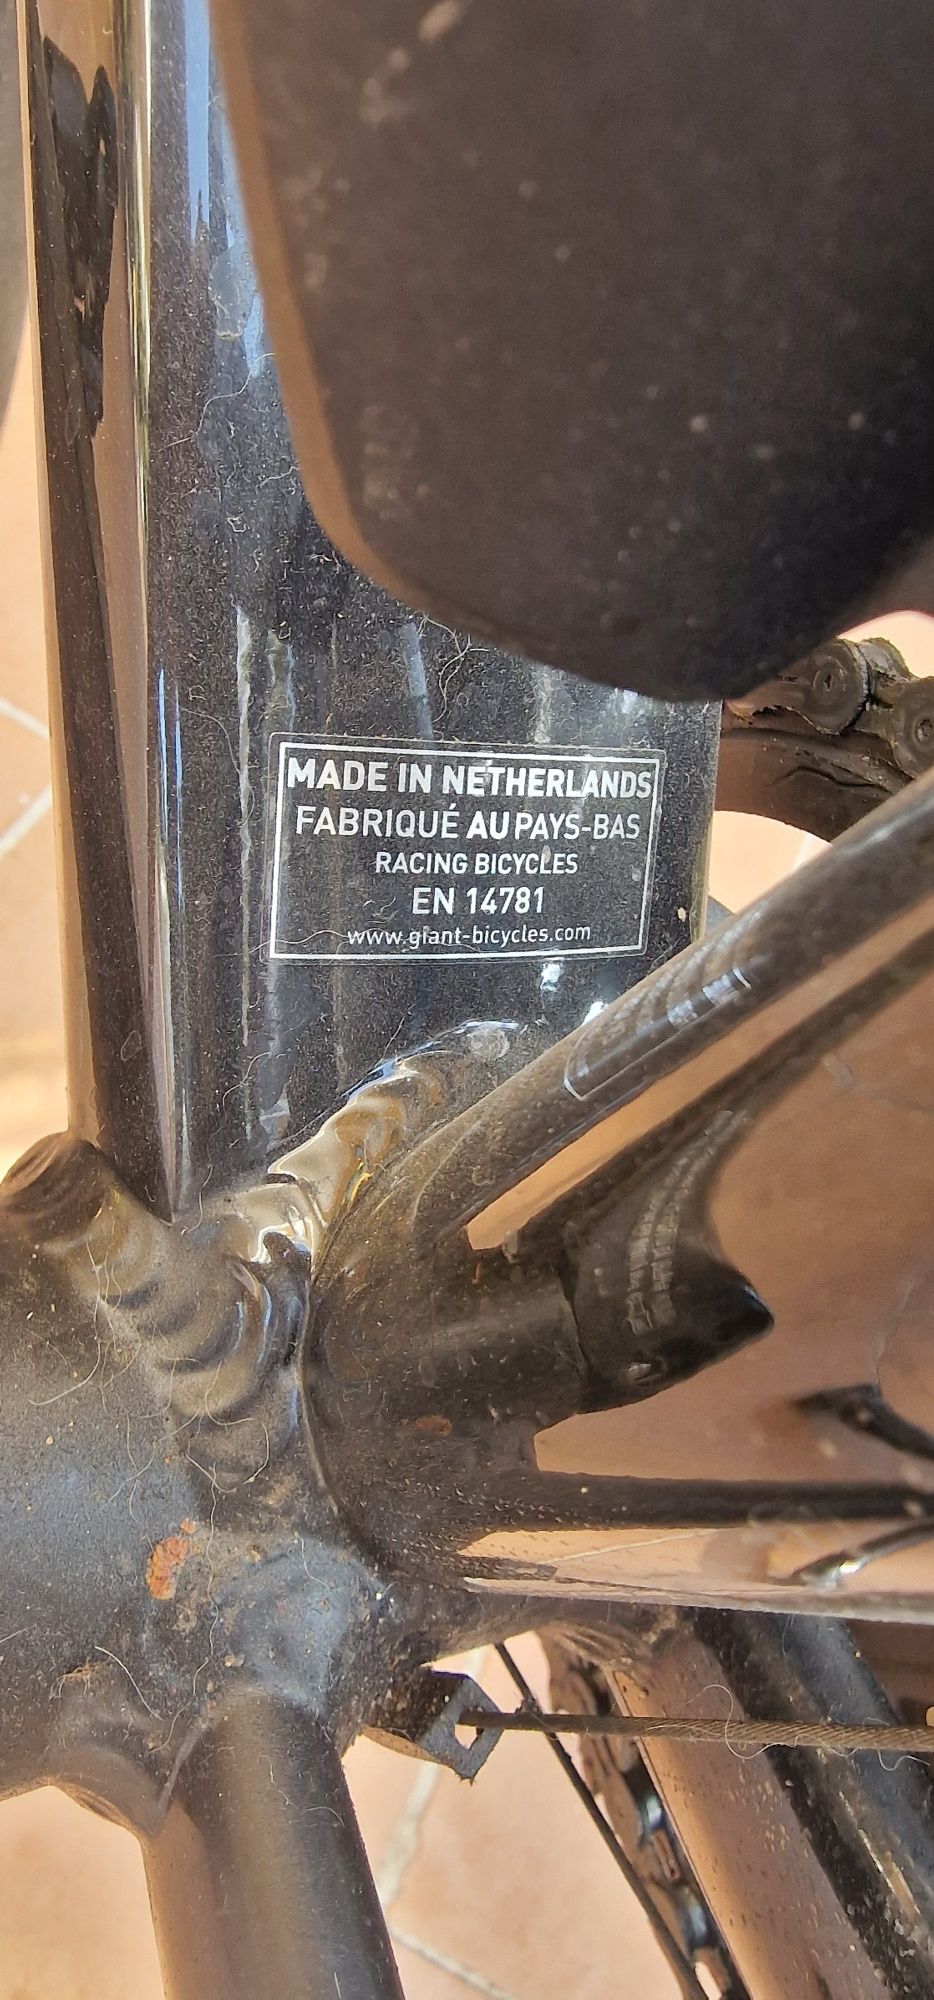 MADE IN NETHERLANDS
FABRIQUÉ AU PAYS-BAS
RACING BICYCLES
EN 14781
www.giant-bicycles.com